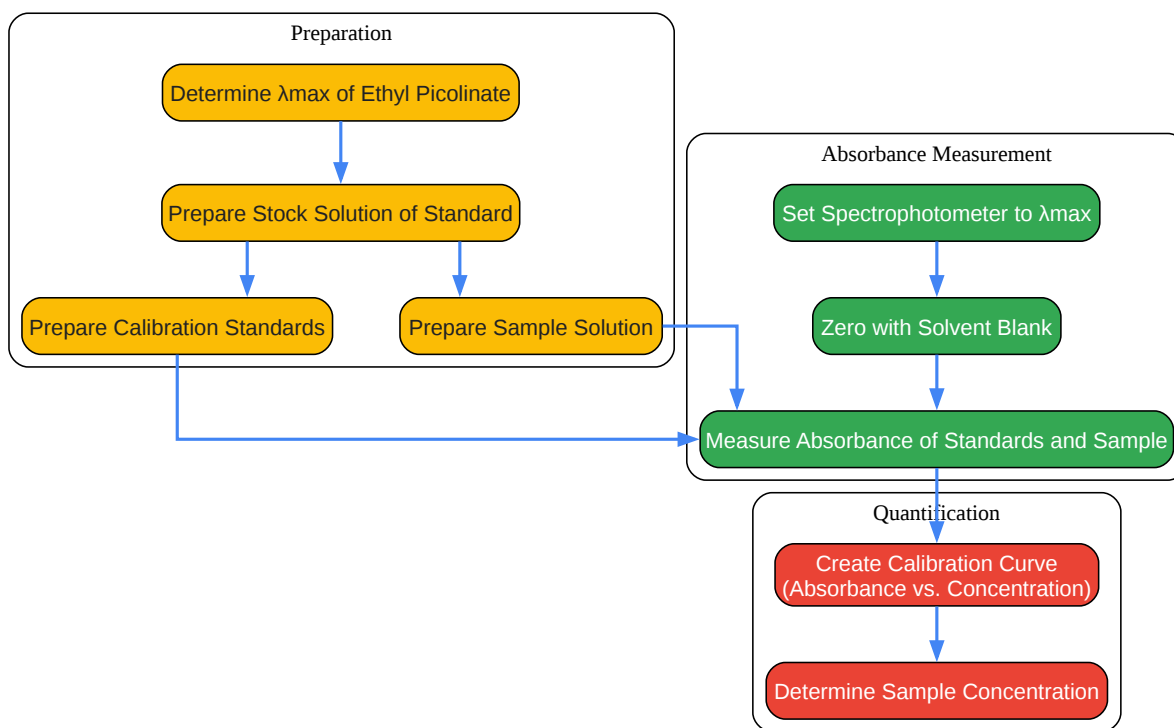 Preparation
Determine λmax of Ethyl Picolinate
Prepare Stock Solution of Standard
Prepare Calibration Standards
Prepare Sample Solution
Absorbance Measurement
Set Spectrophotometer to λmax
Zero with Solvent Blank
Measure Absorbance of Standards and Sample
Quantification
Create Calibration Curve
(Absorbance vs. Concentration)
Determine Sample Concentration